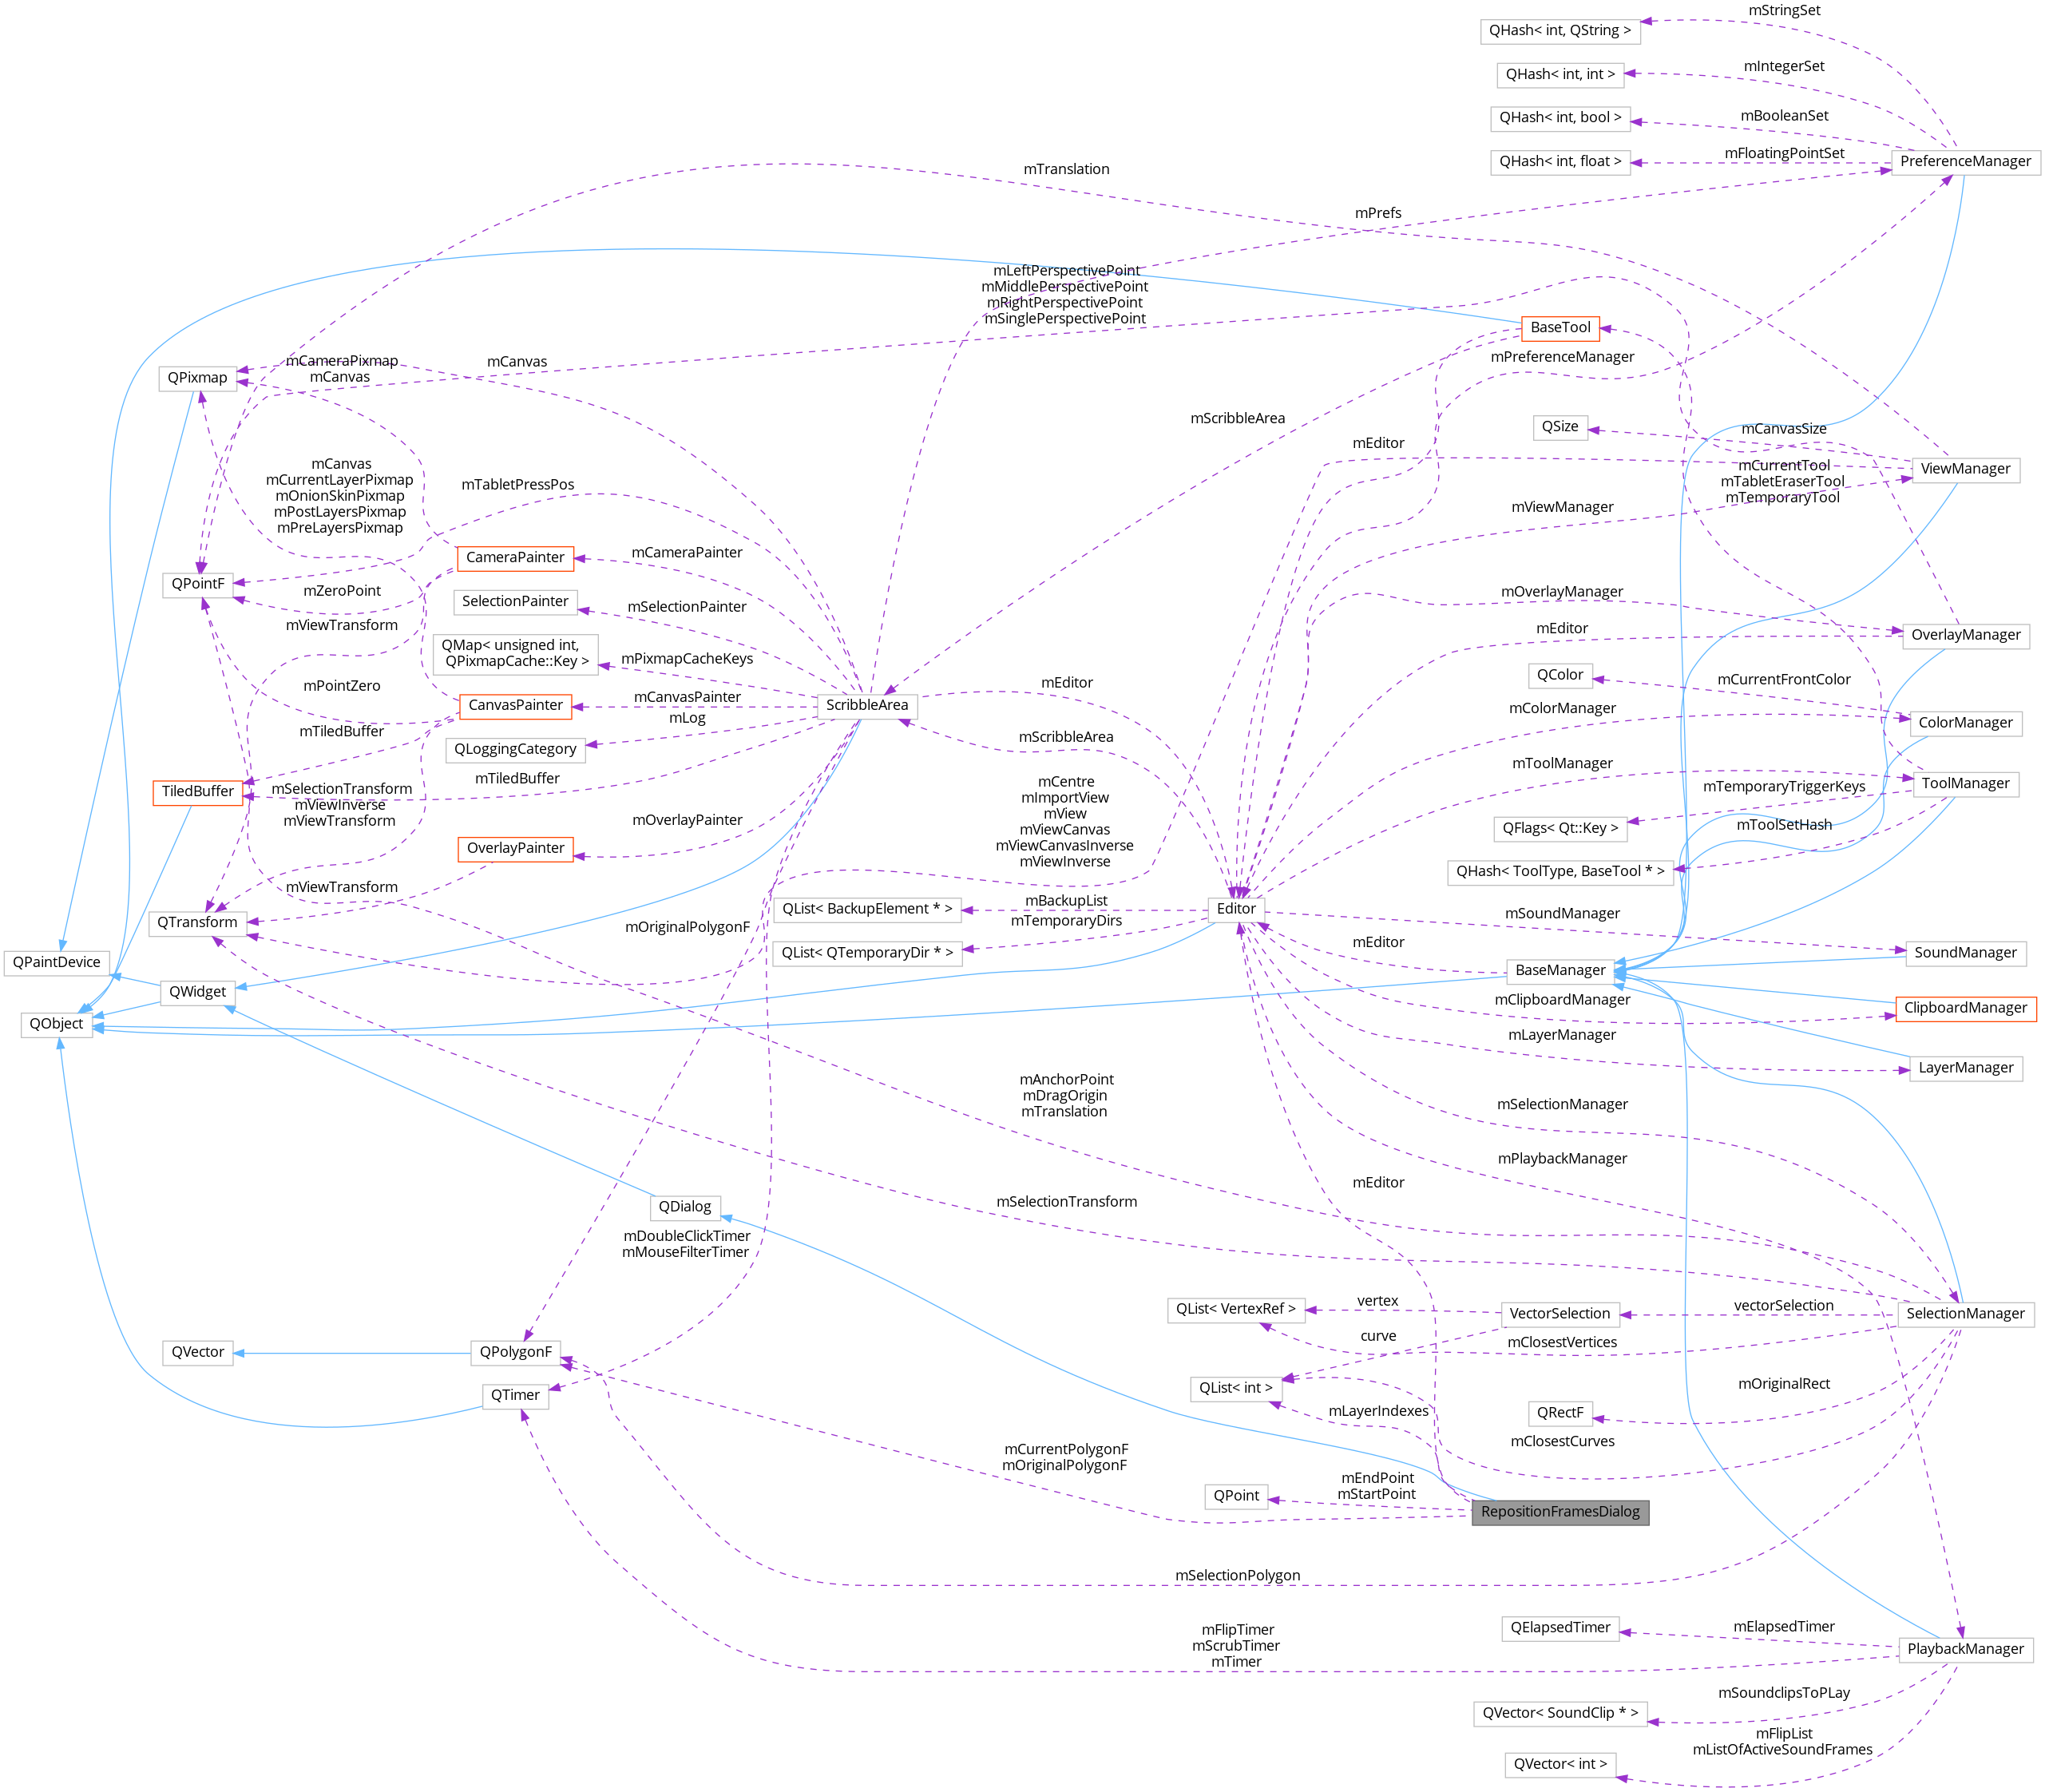 mStringSet
QHash< int, QString >
mIntegerSet
QHash< int, int >
mBooleanSet
QHash< int, bool >
mFloatingPointSet
QHash< int, float >
PreferenceManager
mTranslation
mPrefs
mLeftPerspectivePoint
mMiddlePerspectivePoint
mRightPerspectivePoint
mSinglePerspectivePoint
BaseTool
mPreferenceManager
mCameraPixmap
mCanvas
mCanvas
QPixmap
mScribbleArea
QSize
mCanvasSize
mEditor
ViewManager
mCurrentTool
mTabletEraserTool
mTemporaryTool
mCanvas
mCurrentLayerPixmap
mOnionSkinPixmap
mPostLayersPixmap
mPreLayersPixmap
mTabletPressPos
mViewManager
CameraPainter
mCameraPainter
QPointF
mZeroPoint
SelectionPainter
mSelectionPainter
mOverlayManager
mViewTransform
mEditor
OverlayManager
QMap< unsigned int,
QPixmapCache::Key >
mPixmapCacheKeys
QColor
mCurrentFrontColor
mPointZero
CanvasPainter
mCanvasPainter
ScribbleArea
mEditor
mColorManager
ColorManager
mLog
mTiledBuffer
QLoggingCategory
mScribbleArea
mToolManager
mTiledBuffer
TiledBuffer
mTemporaryTriggerKeys
ToolManager
mSelectionTransform
mViewInverse
mViewTransform
mCentre
mImportView
mView
mViewCanvas
mViewCanvasInverse
mViewInverse
mOverlayPainter
QFlags< Qt::Key >
mToolSetHash
OverlayPainter
QHash< ToolType, BaseTool * >
mViewTransform
mBackupList
QList< BackupElement * >
Editor
mSoundManager
QTransform
mOriginalPolygonF
mTemporaryDirs
QList< QTemporaryDir * >
mEditor
SoundManager
QPaintDevice
BaseManager
QWidget
mClipboardManager
ClipboardManager
QObject
mLayerManager
LayerManager
mAnchorPoint
mDragOrigin
mTranslation
mSelectionManager
mPlaybackManager
mEditor
QDialog
mSelectionTransform
mDoubleClickTimer
mMouseFilterTimer
QList< VertexRef >
vertex
VectorSelection
vectorSelection
SelectionManager
curve
mClosestVertices
QVector
QPolygonF
QList< int >
mOriginalRect
QTimer
mLayerIndexes
QRectF
mClosestCurves
mCurrentPolygonF
mOriginalPolygonF
mEndPoint
mStartPoint
QPoint
RepositionFramesDialog
mSelectionPolygon
mFlipTimer
mScrubTimer
mTimer
QElapsedTimer
mElapsedTimer
PlaybackManager
mSoundclipsToPLay
QVector< SoundClip * >
mFlipList
mListOfActiveSoundFrames
QVector< int >